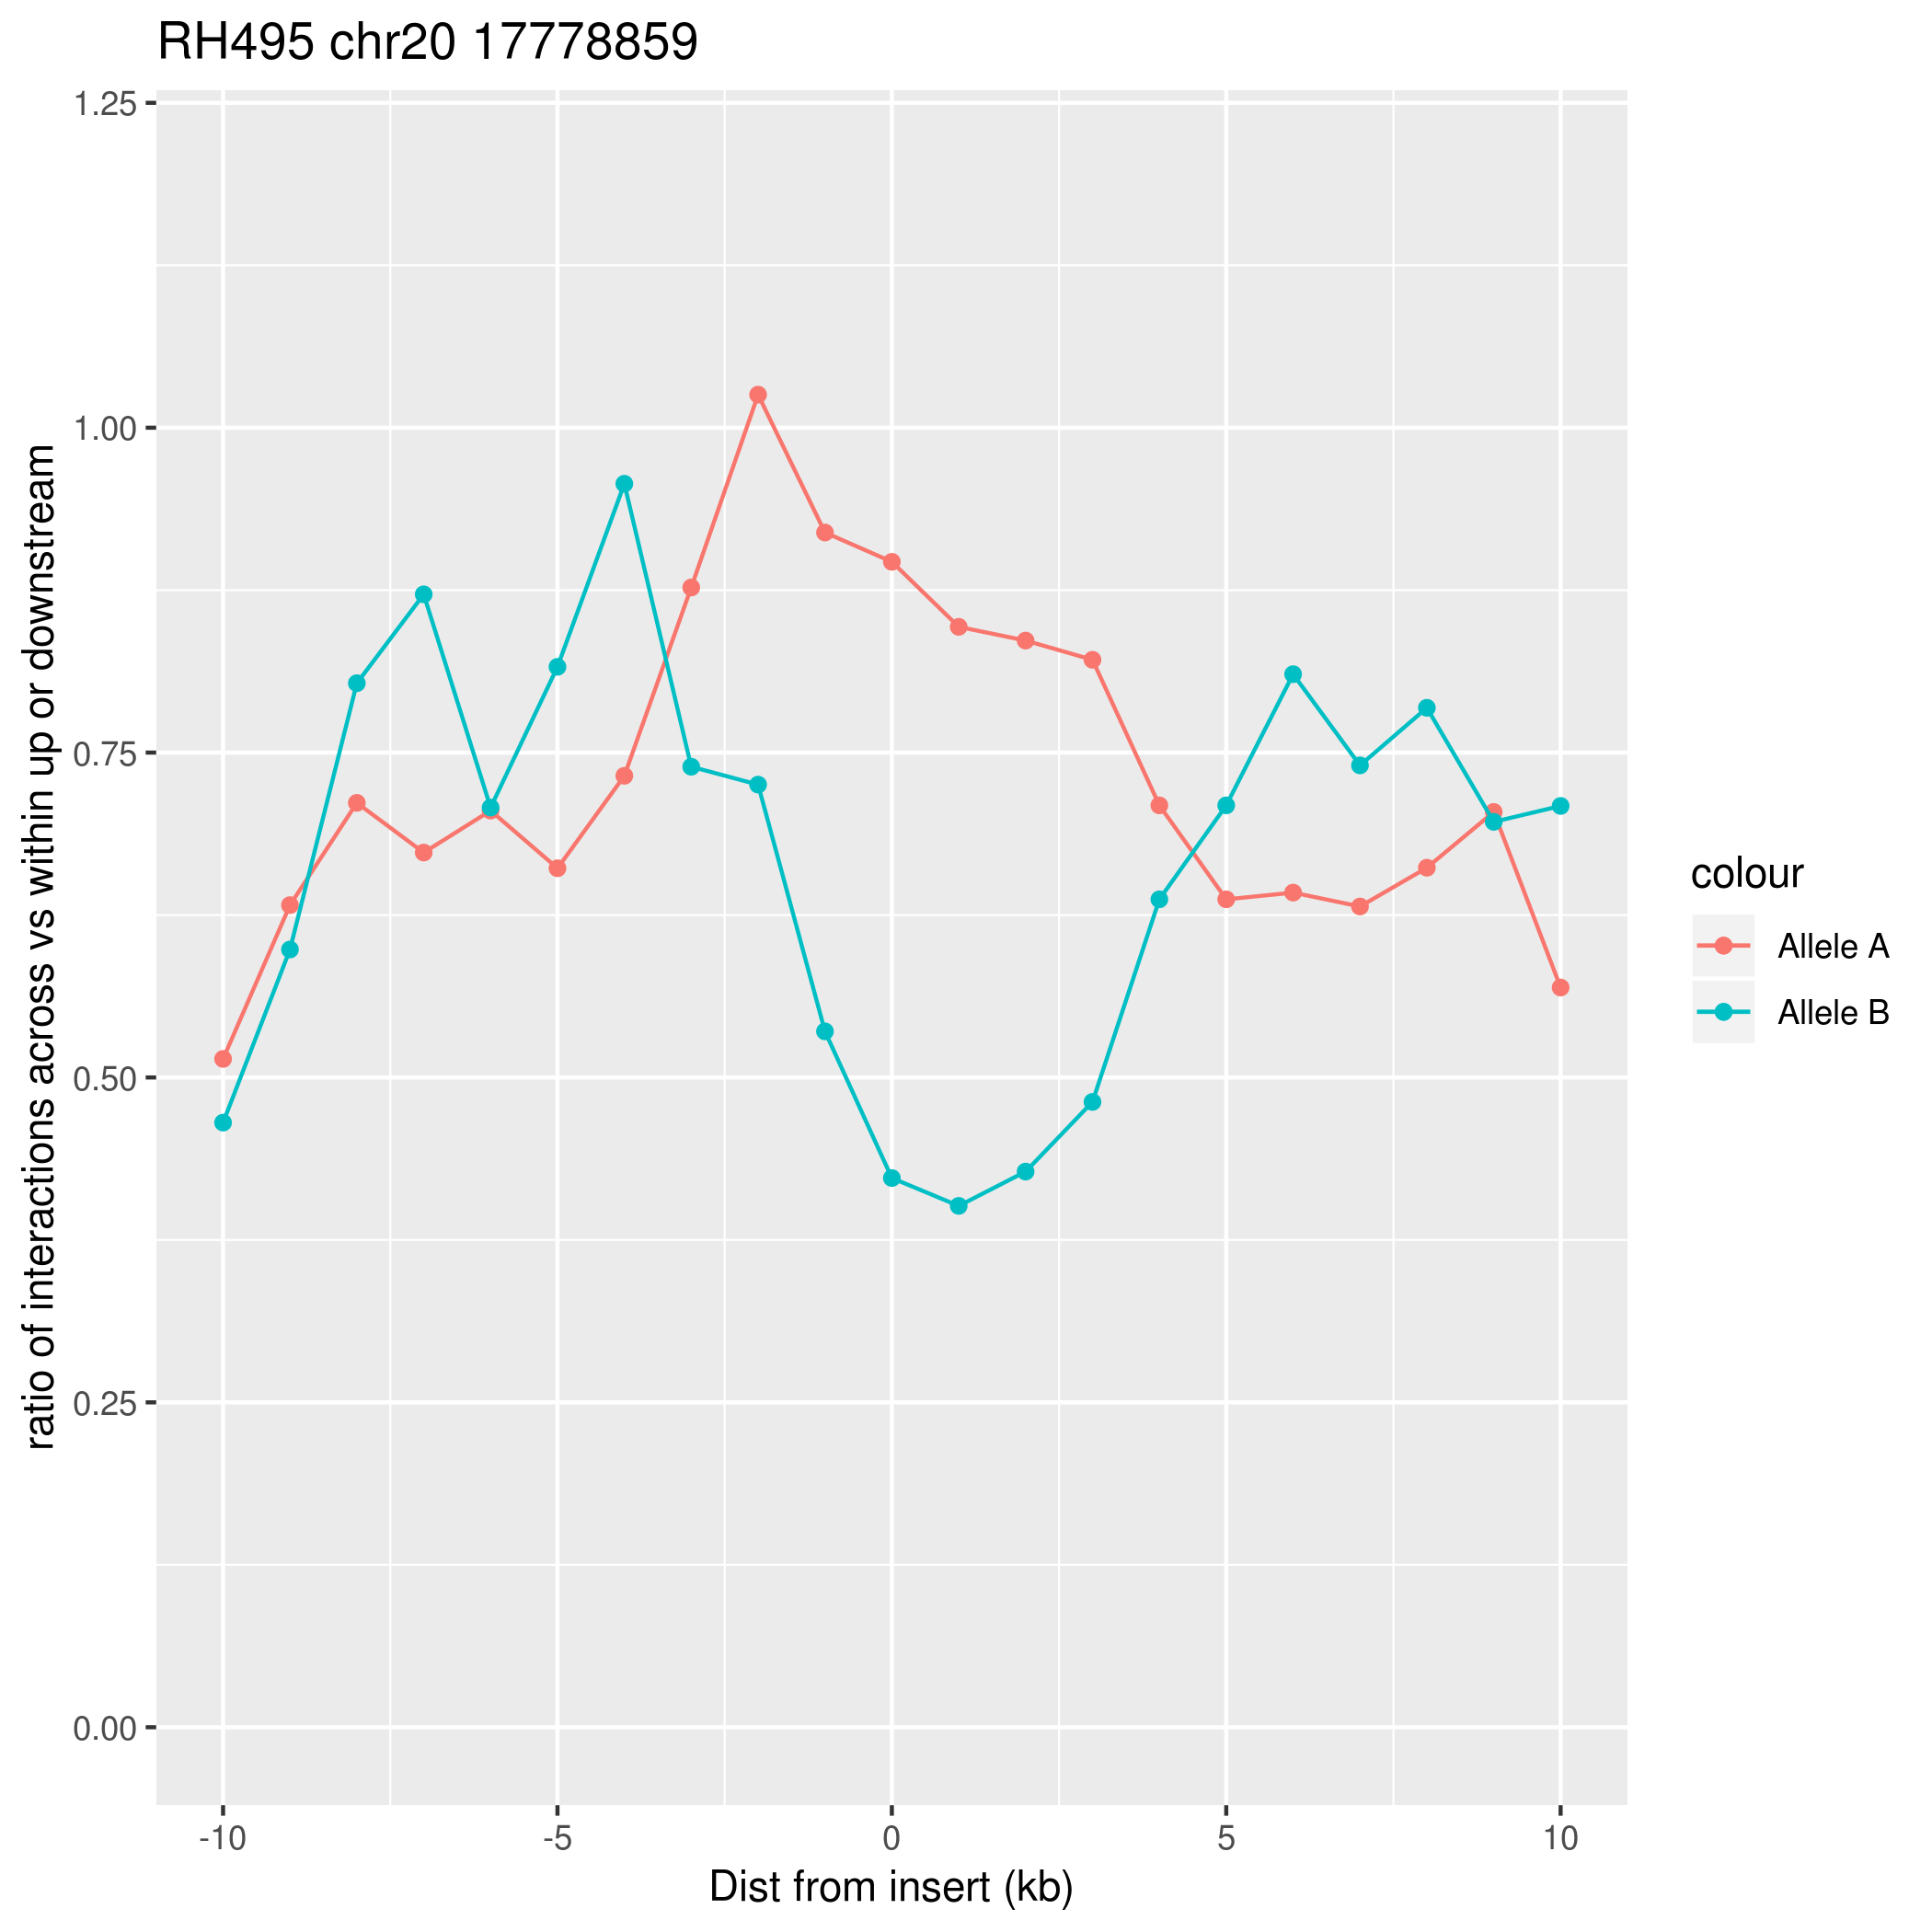 RH495 chr20 17778859
ratio of interactions across vs within up or downstream
1.25
1.00
0.75
0.50
0.25
0.00
-10
-5
0
5
10
Dist from insert (kb)
colour
Allele A
Allele B